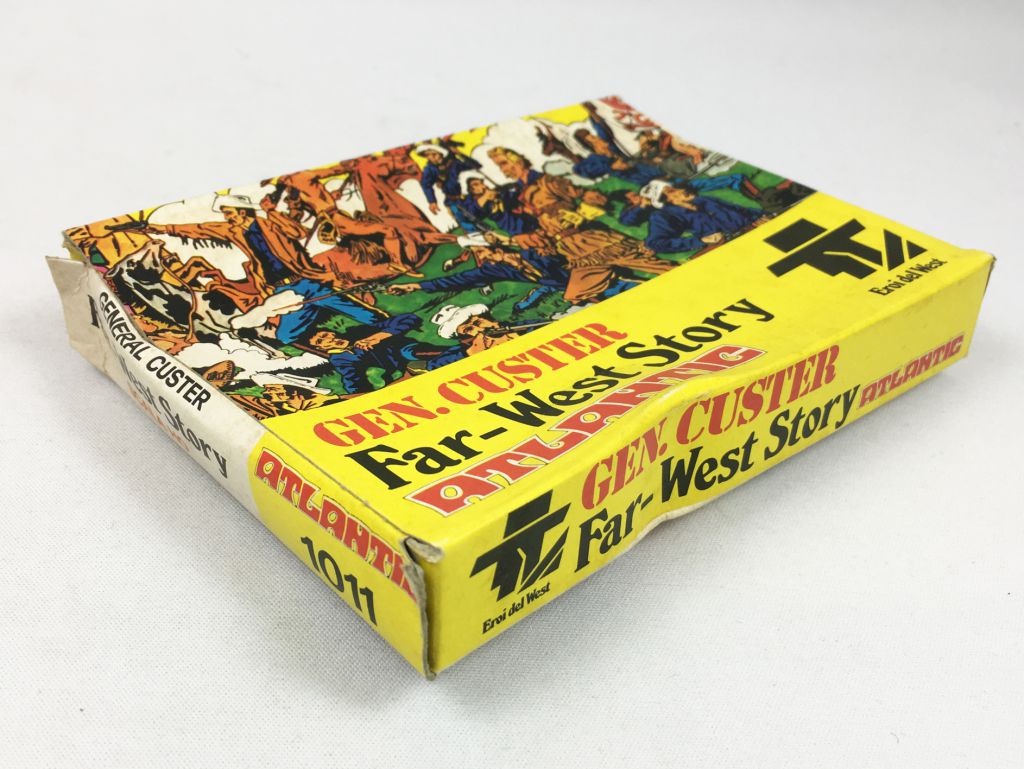 GEN. CUSTER
Far-West Story
ATLANTIC
Eroi del West
GEN. CUSTER
Far-West Story
ATLANTIC
Eroi del West
GENERAL CUSTER
West Story
ATLANTIC
1011